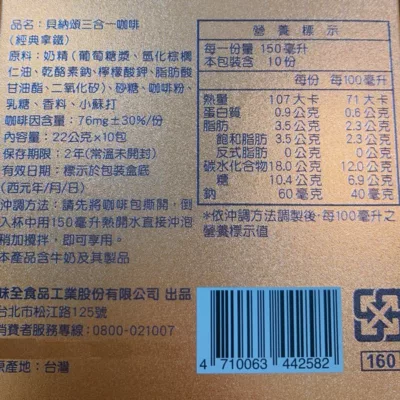 品名：貝納頌三合一咖啡
(經典拿鐵)
原料：奶精(葡萄糖漿、氫化棕櫚
仁油、乾酪素鈉、檸檬酸鉀、脂肪酸
甘油酯、二氧化矽)、砂糖、咖啡粉、
乳糖、香料、小蘇打
咖啡因含量：76mg±30%/份
內容量：22公克×10包
保存期限：2年(常溫未開封)
有效日期：標示於包裝盒底
(西元年/月/日)
沖調方法：請先將咖啡包撕開，倒
入杯中用150毫升熱開水直接沖泡
稍加攪拌，即可享用。
本產品含牛奶及其製品
味全食品工業股份有限公司 出品
台北市松江路125號
消費者服務專線：0800-021007
原產地：台灣
營養標示
每一份量 150毫升
本包裝含 10份
每份 每100毫升
熱量 107大卡 71大卡
蛋白質 0.9公克 0.6公克
脂肪 3.5公克 2.3公克
飽和脂肪 3.5公克 2.3公克
反式脂肪 0公克 0公克
碳水化合物 18.0公克 12.0公克
糖 10.4公克 6.9公克
鈉 60毫克 40毫克
*依沖調方法調製後，每100毫升之
營養標示值
4 710063 442582
160